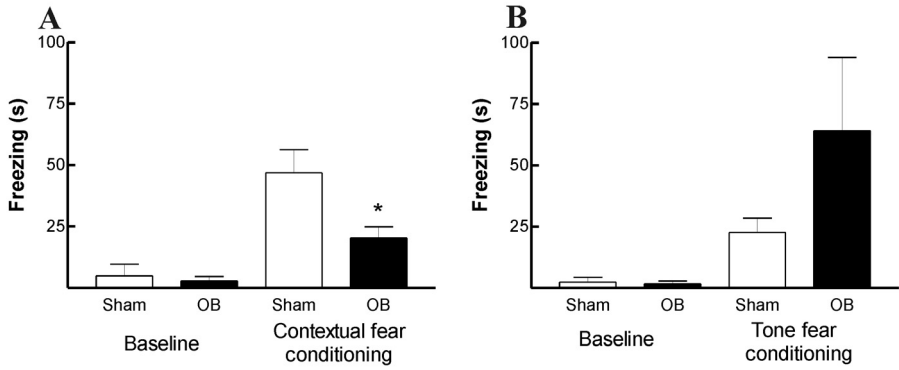 A
100
75
50
25
Freezing (s)
*
Sham
OB
Sham
OB
Baseline
Contextual fear
conditioning
B
100
75
50
25
Freezing (s)
Sham
OB
Sham
OB
Baseline
Tone fear
conditioning